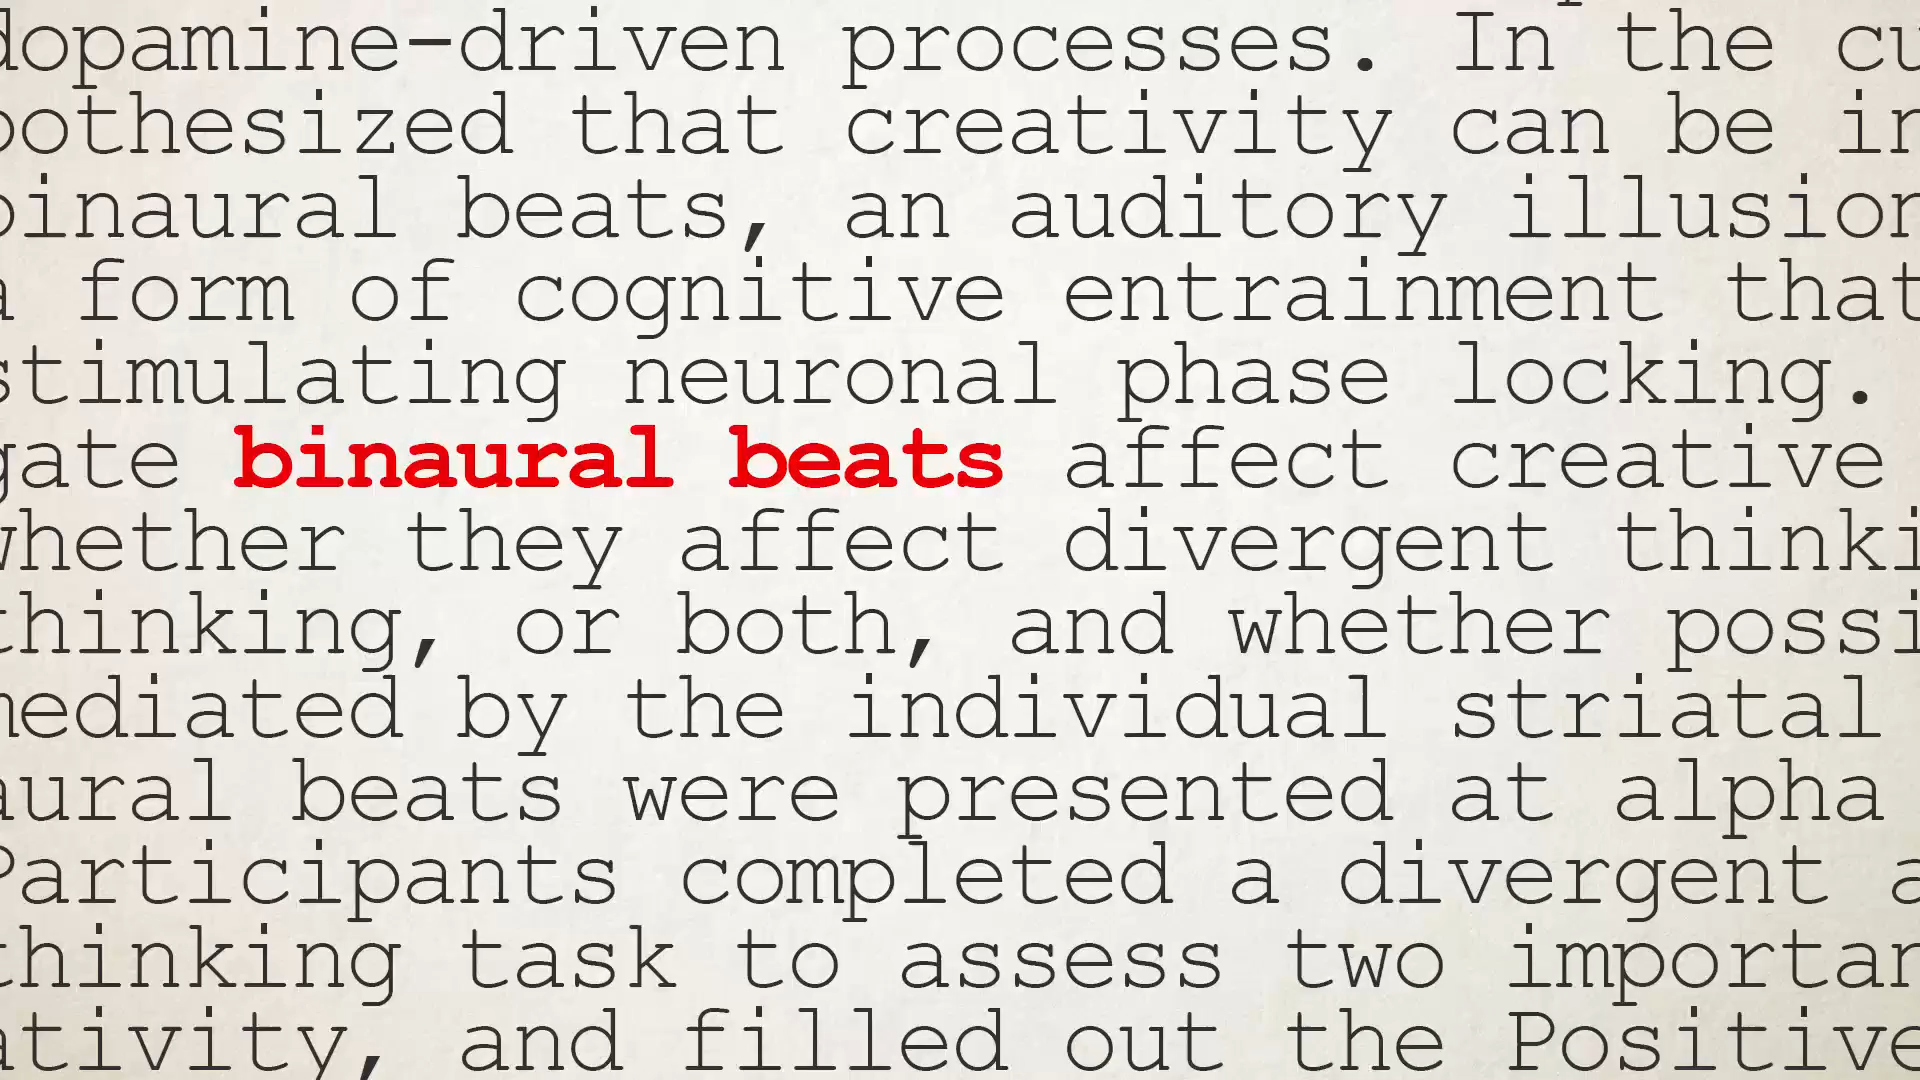 dopamine-driven processes. In the cu
pothesized that creativity can be in
binaural beats, an auditory illusion
a form of cognitive entrainment that
stimulating neuronal phase locking.
gate binaural beats affect creative
whether they affect divergent thinki
thinking, or both, and whether possi
mediated by the individual striatal
aural beats were presented at alpha
Participants completed a divergent a
thinking task to assess two importan
ativity, and filled out the Positive